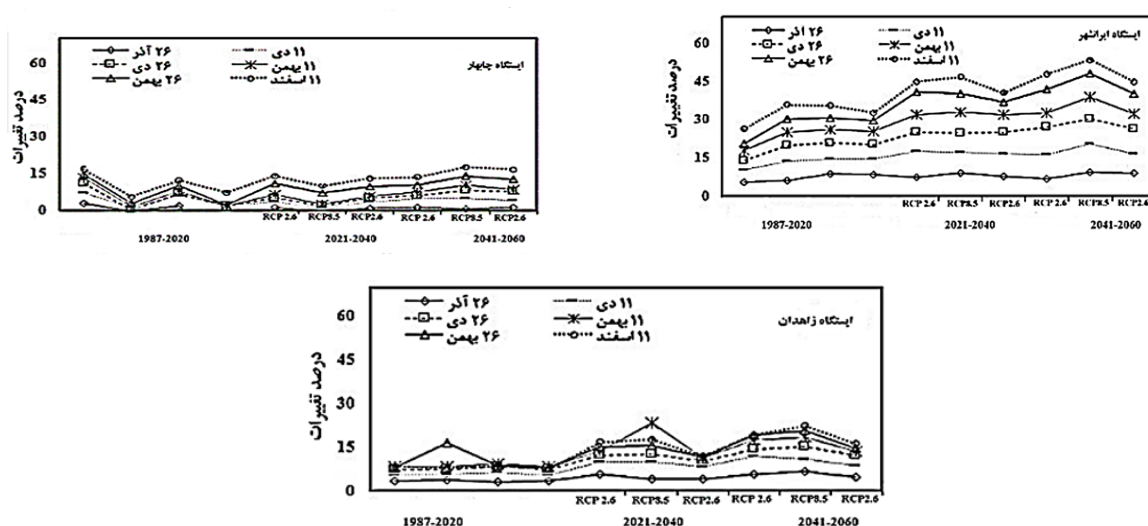 ۲۶ آذر ۱۱ دی
۲۶ دی ۱۱ بهمن
۲۶ بهمن ۱۱ اسفند
ایستگاه چابهار
درصد تغییرات
60
45
30
15
0
RCP 2.6 RCP8.5 RCP2.6 RCP 2.6 RCP8.5 RCP2.6
1987-2020 2021-2040 2041-2060
۲۶ اذر ۱۱ دی
۲۶ دی ۱۱ بهمن
۲۶ بهمن ۱۱ اسفند
ایستگاه ایرانشهر
درصد تغییرات
60
45
30
15
0
RCP 2.6 RCP8.5 RCP2.6 RCP 2.6 RCP8.5 RCP2.6
1987-2020 2021-2040 2041-2060
۲۶ آذر ۱۱ دی
۲۶ دی ۱۱ بهمن
۲۶ بهمن ۱۱ اسفند
ایستگاه زاهدان
درصد تغییرات
60
45
30
15
0
RCP 2.6 RCP8.5 RCP2.6 RCP 2.6 RCP8.5 RCP2.6
1987-2020 2021-2040 2041-2060